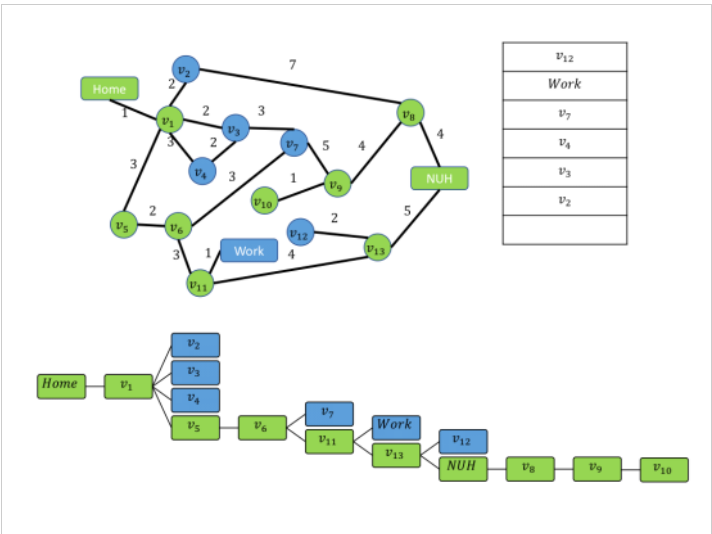 v₂
7
Home
2
1
v₁
2
3
v₈
v₃
3
2
v₇
5
4
4
v₄
3
3
1
v₉
NUH
v₁₀
2
2
5
v₅
v₆
v₁₂
3
1
Work
4
v₁₃
v₁₁
v₁₂
Work
v₇
v₄
v₃
v₂
v₂
Home
v₁
v₃
v₄
v₅
v₆
v₇
v₁₁
Work
v₁₃
v₁₂
NUH
v₈
v₉
v₁₀